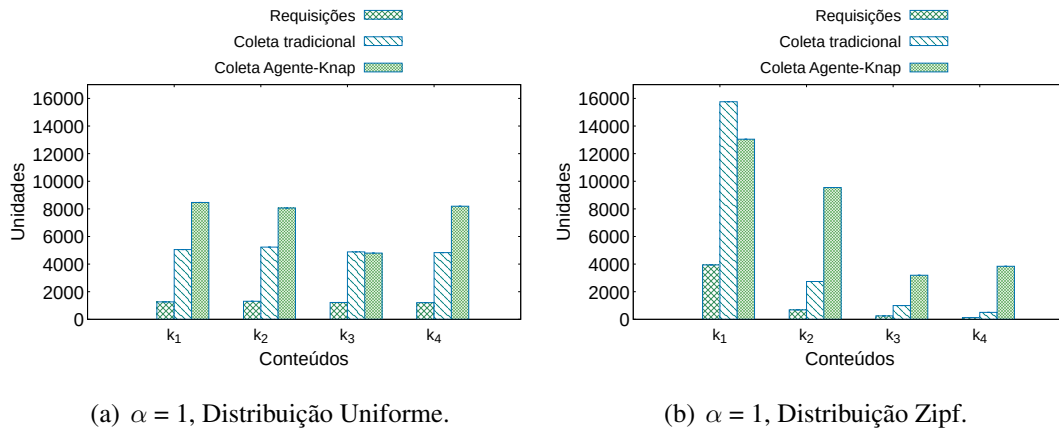 Requisições
Coleta tradicional
Coleta Agente-Knap
16000
14000
12000
10000
8000
6000
4000
2000
0
Unidades
k1 k2 k3 k4
Conteúdos
(a) α = 1, Distribuição Uniforme.
Requisições
Coleta tradicional
Coleta Agente-Knap
16000
14000
12000
10000
8000
6000
4000
2000
0
Unidades
k1 k2 k3 k4
Conteúdos
(b) α = 1, Distribuição Zipf.